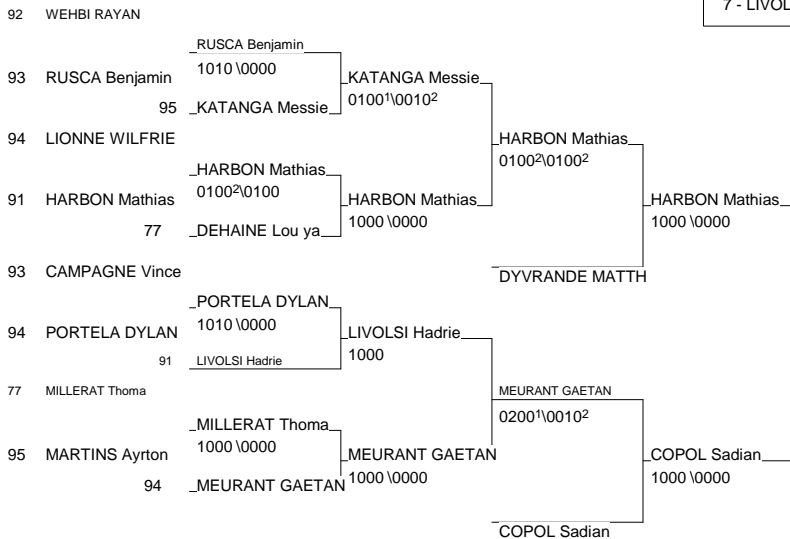 7 - LIVOL
92 WEHBI RAYAN
RUSCA Benjamin
93 RUSCA Benjamin 1010 \0000 KATANGA Messie
95 KATANGA Messie 0100¹\0010²
94 LIONNE WILFRIE HARBON Mathias
HARBON Mathias 0100²\0100²
91 HARBON Mathias 0100²\0100 HARBON Mathias HARBON Mathias
77 DEHAINE Lou ya 1000 \0000 1000 \0000
93 CAMPAGNE Vince DYVRANDE MATTH
PORTELA DYLAN
94 PORTELA DYLAN 1010 \0000 LIVOLSI Hadrie
91 LIVOLSI Hadrie 1000
77 MILLERAT Thoma MEURANT GAETAN
MILLERAT Thoma 0200¹\0010²
95 MARTINS Ayrton 1000 \0000 MEURANT GAETAN COPOL Sadian
94 MEURANT GAETAN 1000 \0000 1000 \0000
COPOL Sadian